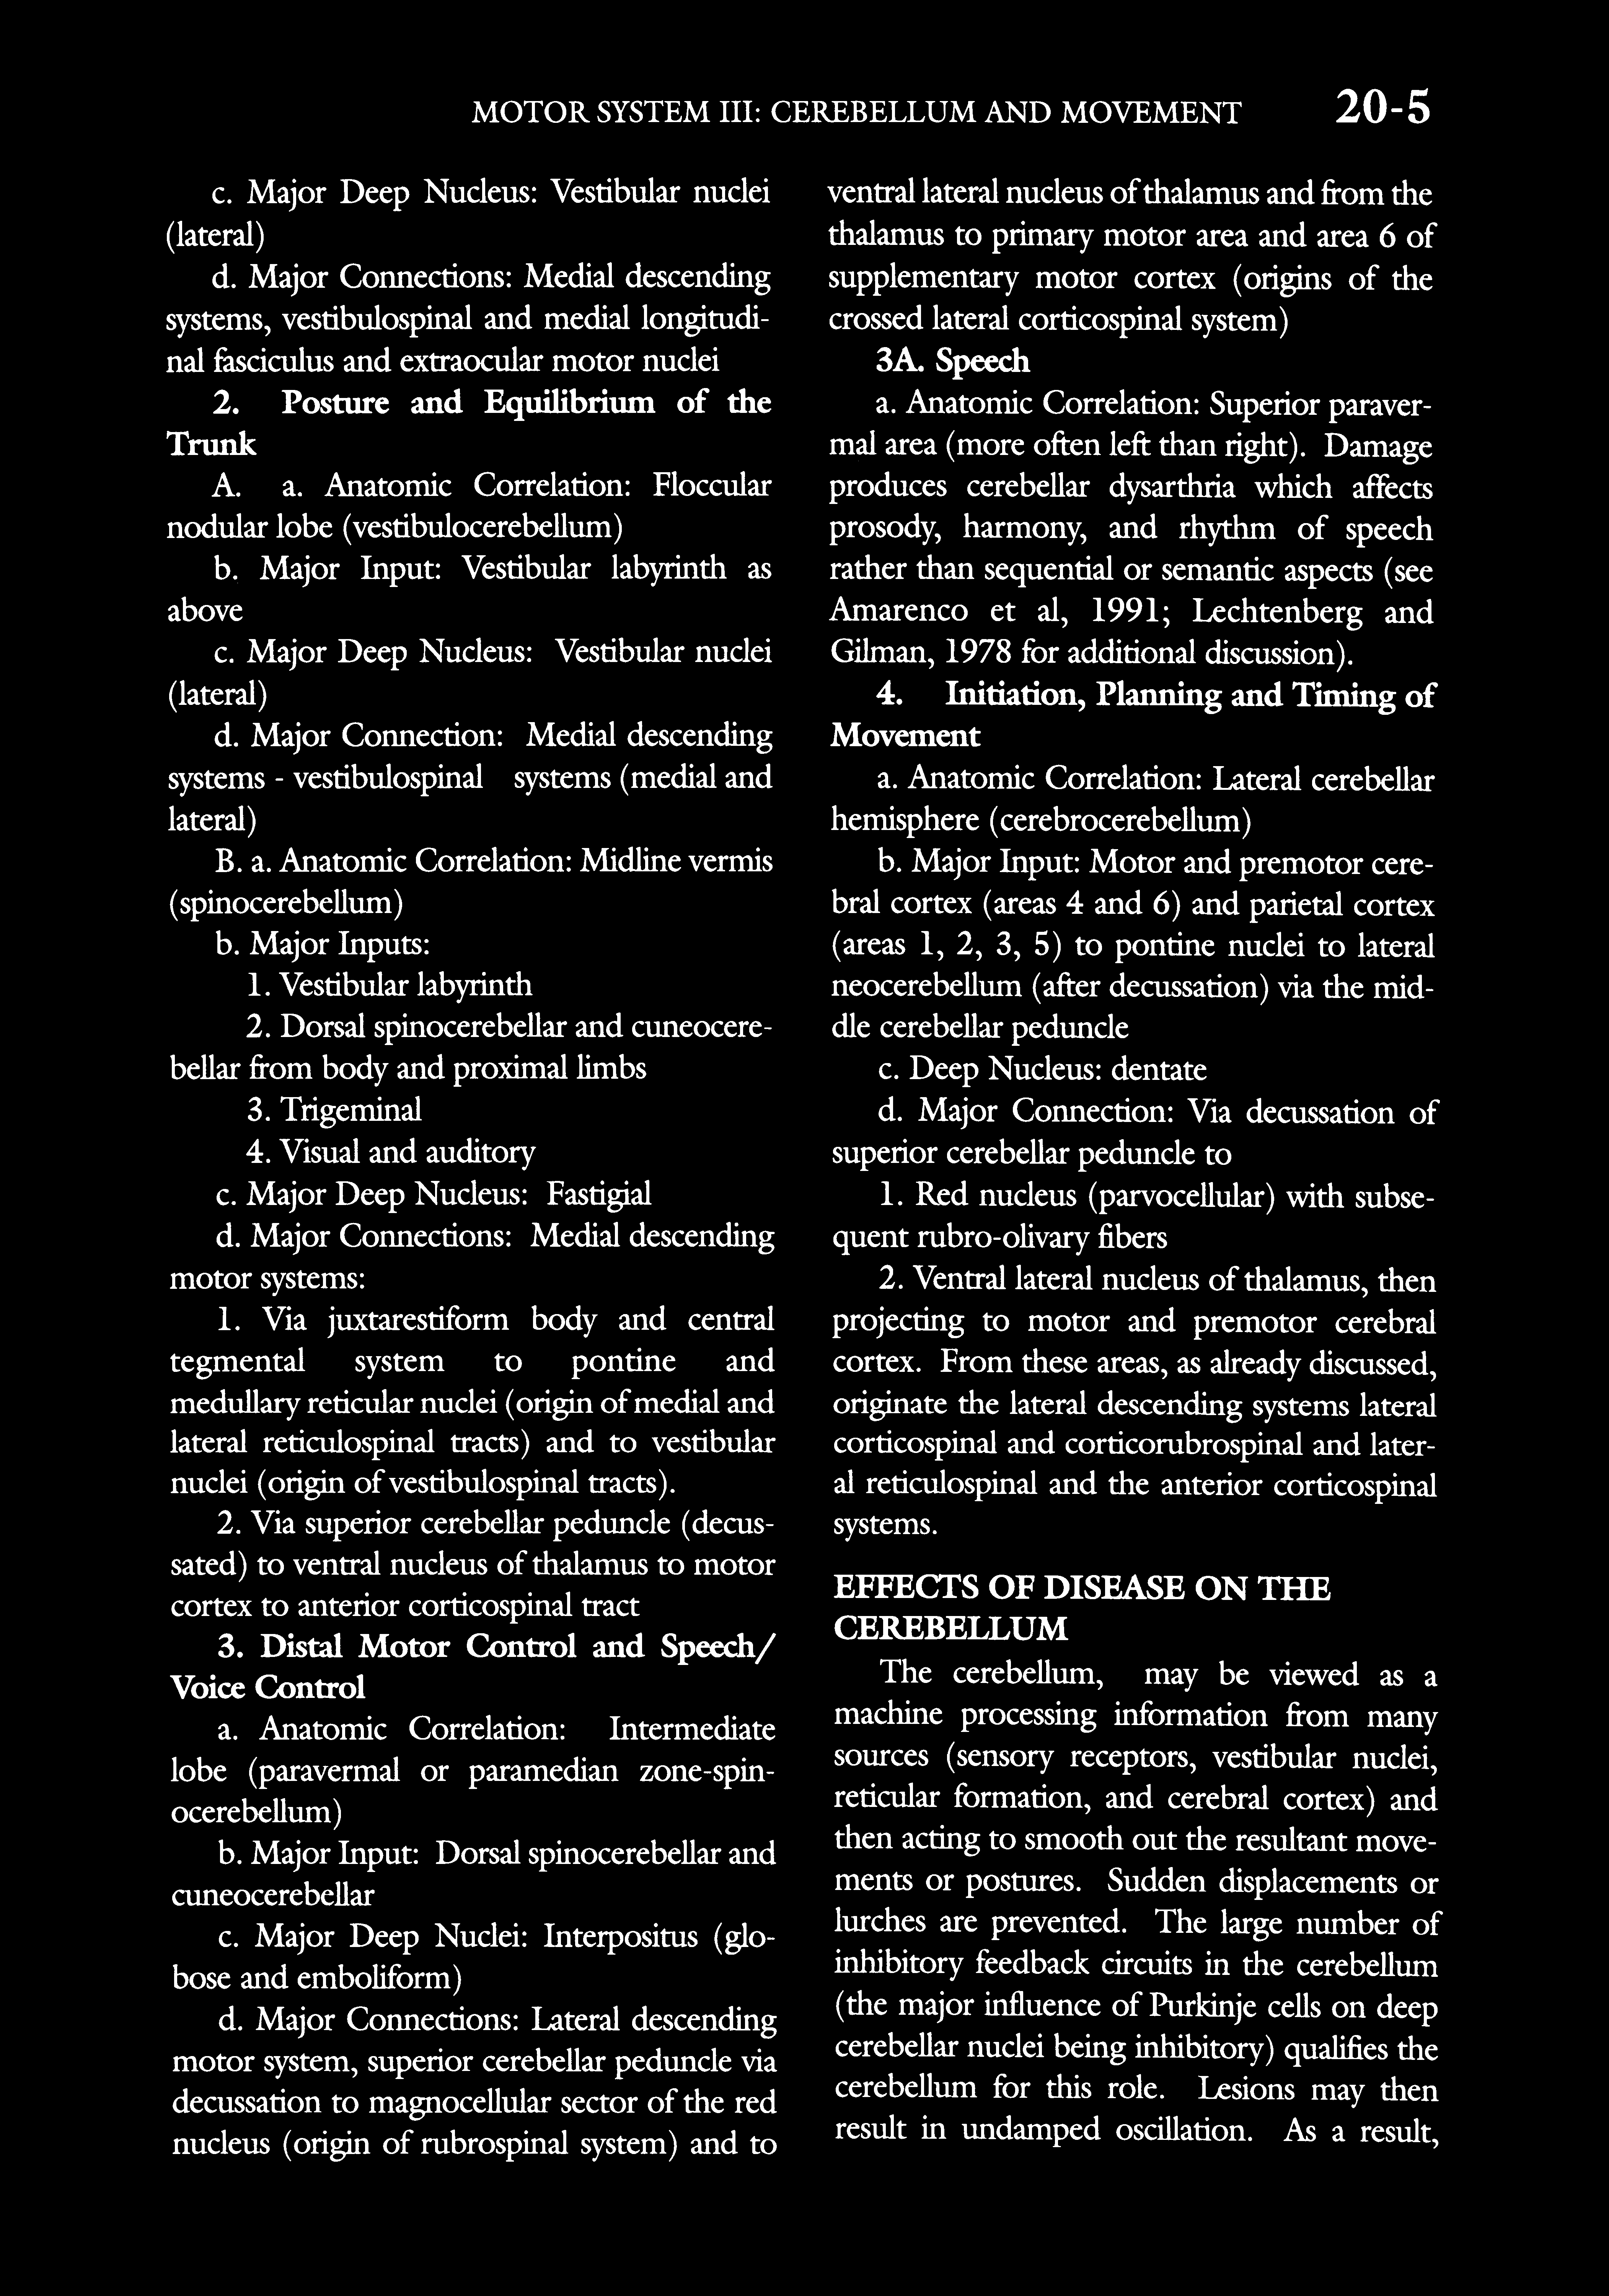 MOTOR SYSTEM III: CEREBELLUM AND MOVEMENT 20-5
c. Major Deep Nucleus: Vestibular nuclei
(lateral)
d. Major Connections: Medial descending
systems, vestibulospinal and medial longitudi-
nal fasciculus and extraocular motor nuclei
2. Posture and Equilibrium of the
Trunk
A. a. Anatomic Correlation: Floccular
nodular lobe (vestibulocerebellum)
b. Major Input: Vestibular labyrinth as
above
c. Major Deep Nucleus: Vestibular nuclei
(lateral)
d. Major Connection: Medial descending
systems - vestibulospinal systems (medial and
lateral)
B. a. Anatomic Correlation: Midline vermis
(spinocerebellum)
b. Major Inputs:
1. Vestibular labyrinth
2. Dorsal spinocerebellar and cuneocere-
bellar from body and proximal limbs
3. Trigeminal
4. Visual and auditory
c. Major Deep Nucleus: Fastigial
d. Major Connections: Medial descending
motor systems:
1. Via juxtarestiform body and central
tegmental system to pontine and
medullary reticular nuclei (origin of medial and
lateral reticulospinal tracts) and to vestibular
nuclei (origin of vestibulospinal tracts).
2. Via superior cerebellar peduncle (decus-
sated) to ventral nucleus of thalamus to motor
cortex to anterior corticospinal tract
3. Distal Motor Control and Speech/
Voice Control
a. Anatomic Correlation: Intermediate
lobe (paravermal or paramedian zone-spin-
ocerebellum)
b. Major Input: Dorsal spinocerebellar and
cuneocerebellar
c. Major Deep Nuclei: Interpositus (glo-
bose and emboliform)
d. Major Connections: Lateral descending
motor system, superior cerebellar peduncle via
decussation to magnocellular sector of the red
nucleus (origin of rubrospinal system) and to
ventral lateral nucleus of thalamus and from the
thalamus to primary motor area and area 6 of
supplementary motor cortex (origins of the
crossed lateral corticospinal system)
3A. Speech
a. Anatomic Correlation: Superior paraver-
mal area (more often left than right). Damage
produces cerebellar dysarthria which affects
prosody, harmony, and rhythm of speech
rather than sequential or semantic aspects (see
Amarenco et al, 1991; Lechtenberg and
Gilman, 1978 for additional discussion).
4. Initiation, Planning and Timing of
Movement
a. Anatomic Correlation: Lateral cerebellar
hemisphere (cerebrocerebellum)
b. Major Input: Motor and premotor cere-
bral cortex (areas 4 and 6) and parietal cortex
(areas 1, 2, 3, 5) to pontine nuclei to lateral
neocerebellum (after decussation) via the mid-
dle cerebellar peduncle
c. Deep Nucleus: dentate
d. Major Connection: Via decussation of
superior cerebellar peduncle to
1. Red nucleus (parvocellular) with subse-
quent rubro-olivary fibers
2. Ventral lateral nucleus of thalamus, then
projecting to motor and premotor cerebral
cortex. From these areas, as already discussed,
originate the lateral descending systems lateral
corticospinal and corticorubrospinal and later-
al reticulospinal and the anterior corticospinal
systems.
EFFECTS OF DISEASE ON THE
CEREBELLUM
The cerebellum, may be viewed as a
machine processing information from many
sources (sensory receptors, vestibular nuclei,
reticular formation, and cerebral cortex) and
then acting to smooth out the resultant move-
ments or postures. Sudden displacements or
lurches are prevented. The large number of
inhibitory feedback circuits in the cerebellum
(the major influence of Purkinje cells on deep
cerebellar nuclei being inhibitory) qualifies the
cerebellum for this role. Lesions may then
result in undamped oscillation. As a result,